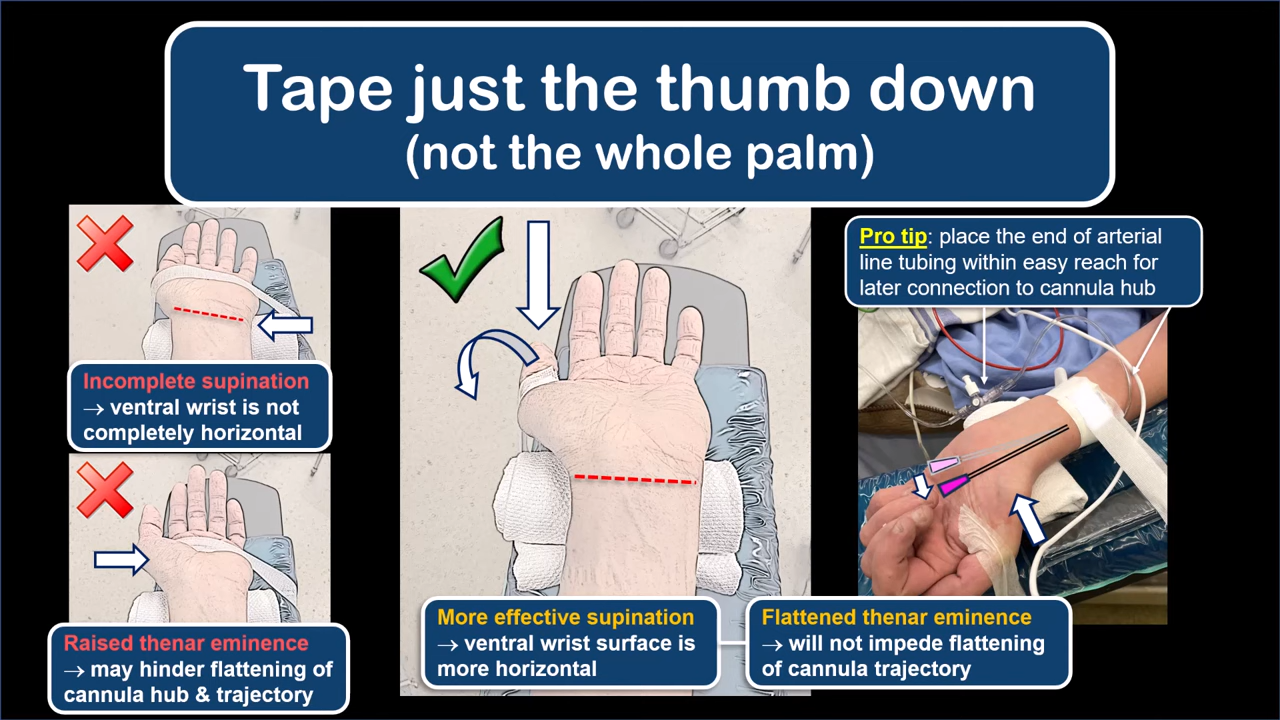 Tape just the thumb down
(not the whole palm)
Pro tip: place the end of arterial
line tubing within easy reach for
later connection to cannula hub
Incomplete supination
→ ventral wrist is not
completely horizontal
Raised thenar eminence
→ may hinder flattening of
cannula hub & trajectory
More effective supination
→ ventral wrist surface is
more horizontal
Flattened thenar eminence
→ will not impede flattening
of cannula trajectory